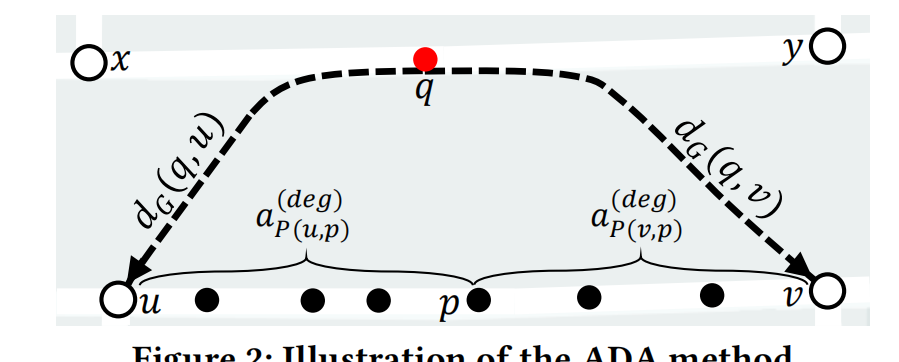 x
y
q
d_G(q, u)
d_G(q, v)
a_{P(u,p)}^{(deg)}
a_{P(v,p)}^{(deg)}
u
p
v
Figure 2: Illustration of the ADA method